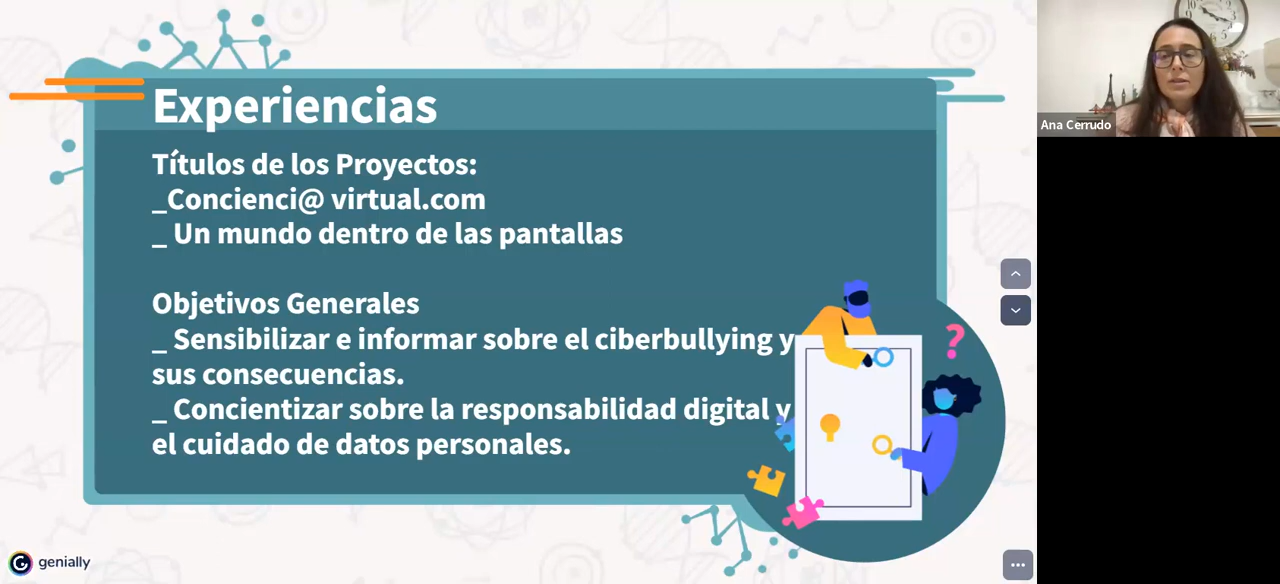 Experiencias
Títulos de los Proyectos:
_Concienci@ virtual.com
_ Un mundo dentro de las pantallas
Objetivos Generales
_ Sensibilizar e informar sobre el ciberbullying y
sus consecuencias.
_ Concientizar sobre la responsabilidad digital y
el cuidado de datos personales.
?
genially
Ana Cerrudo